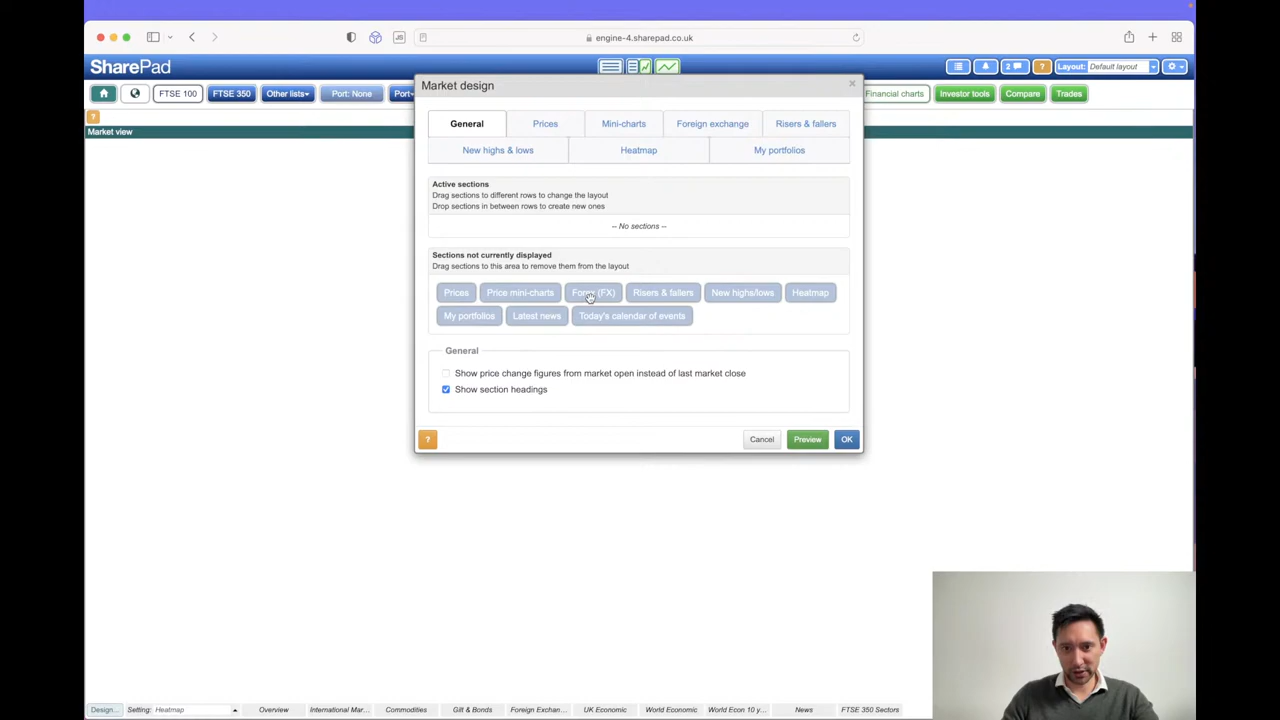 engine-4.sharepad.co.uk
SharePad
2
?
Layout: Default layout
FTSE 100
FTSE 350
Other lists
Port: None
Port
Financial charts
Investor tools
Compare
Trades
?
Market view
Market design
General
Prices
Mini-charts
Foreign exchange
Risers & fallers
New highs & lows
Heatmap
My portfolios
Active sections
Drag sections to different rows to change the layout
Drop sections in between rows to create new ones
-- No sections --
Sections not currently displayed
Drag sections to this area to remove them from the layout
Prices
Price mini-charts
Forex (FX)
Risers & fallers
New highs/lows
Heatmap
My portfolios
Latest news
Today's calendar of events
General
Show price change figures from market open instead of last market close
Show section headings
?
Cancel
Preview
OK
Design...
Setting: Heatmap
Overview
International Mar...
Commodities
Gilt & Bonds
Foreign Exchan...
UK Economic
World Economic
World Econ 10 y...
News
FTSE 350 Sectors